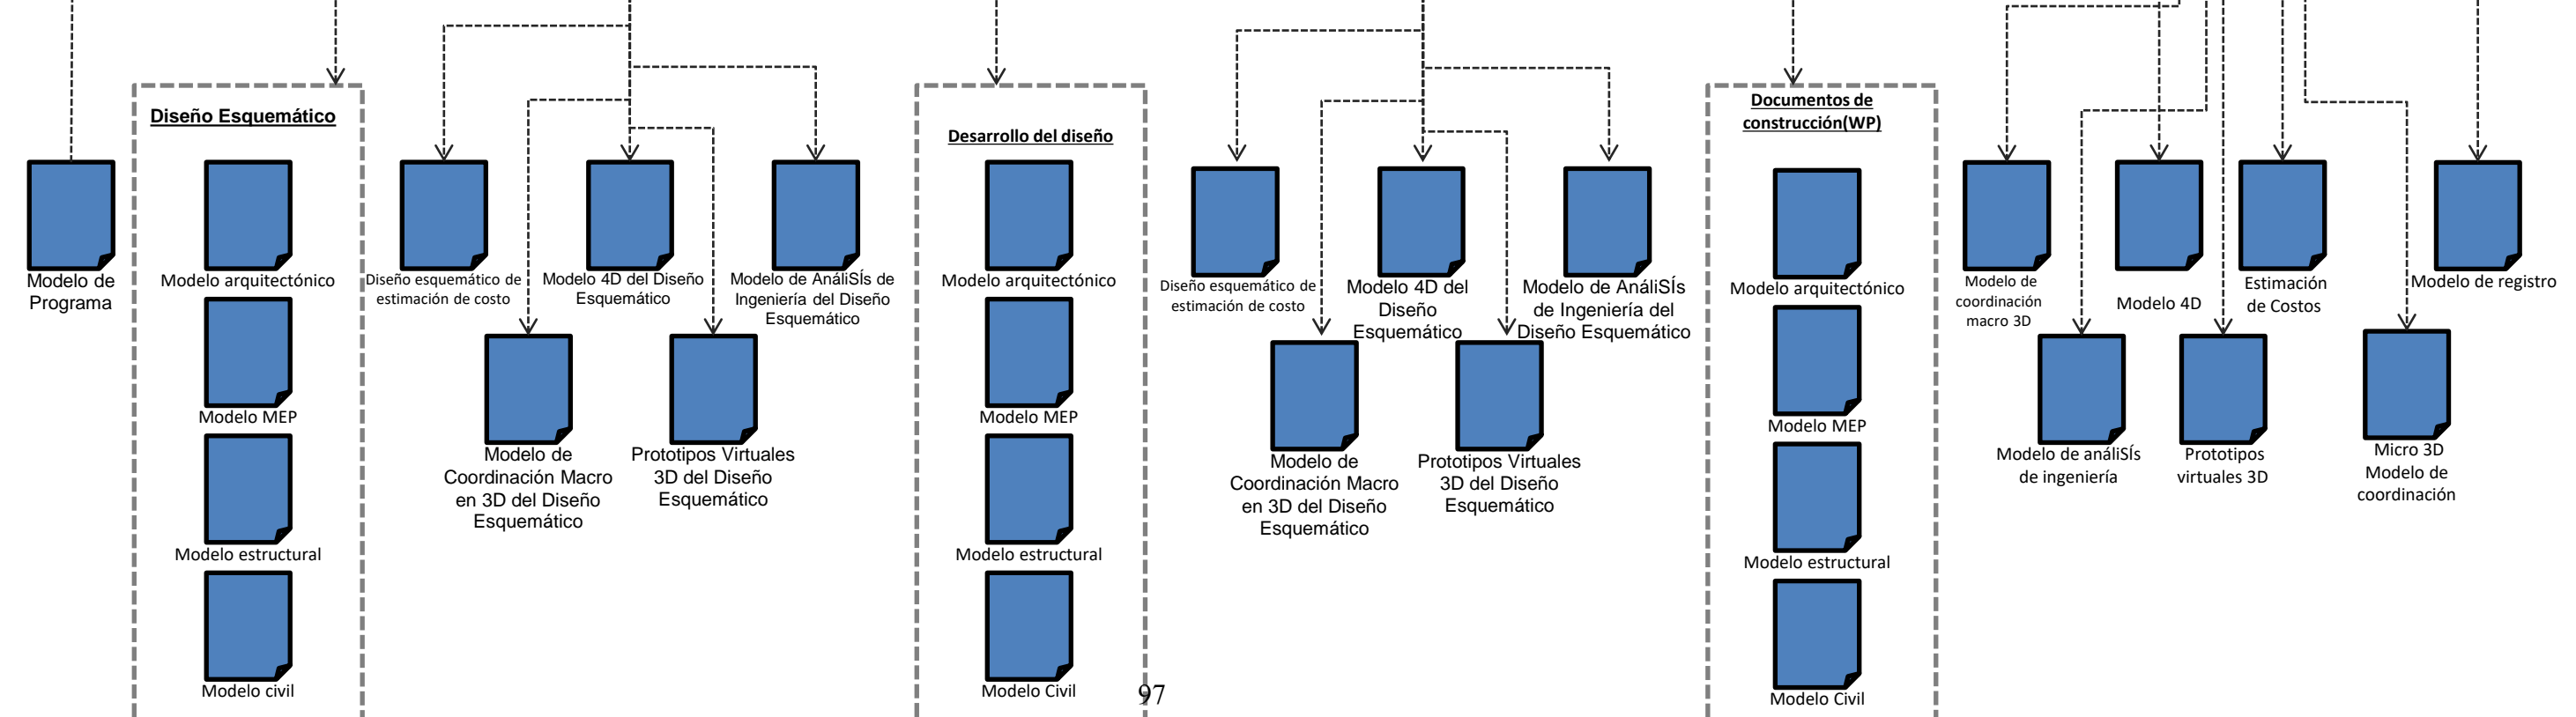 Modelo de
Programa
Diseño Esquemático
Modelo arquitectónico
Modelo MEP
Modelo estructural
Modelo civil
Diseño esquemático de
estimación de costo
Modelo 4D del Diseño
Esquemático
Modelo de AnáliSÍs de
Ingeniería del Diseño
Esquemático
Modelo de
Coordinación Macro
en 3D del Diseño
Esquemático
Prototipos Virtuales
3D del Diseño
Esquemático
Desarrollo del diseño
Modelo arquitectónico
Modelo MEP
Modelo estructural
Modelo Civil
Diseño esquemático de
estimación de costo
Modelo 4D del
Diseño
Esquemático
Modelo de AnáliSÍs
de Ingeniería del
Diseño Esquemático
Modelo de
Coordinación Macro
en 3D del Diseño
Esquemático
Prototipos Virtuales
3D del Diseño
Esquemático
Documentos de
construcción(WP)
Modelo arquitectónico
Modelo MEP
Modelo estructural
Modelo Civil
Modelo de
coordinación
macro 3D
Modelo 4D
Estimación
de Costos
Modelo de registro
Modelo de análiSÍs
de ingeniería
Prototipos
virtuales 3D
Micro 3D
Modelo de
coordinación
97